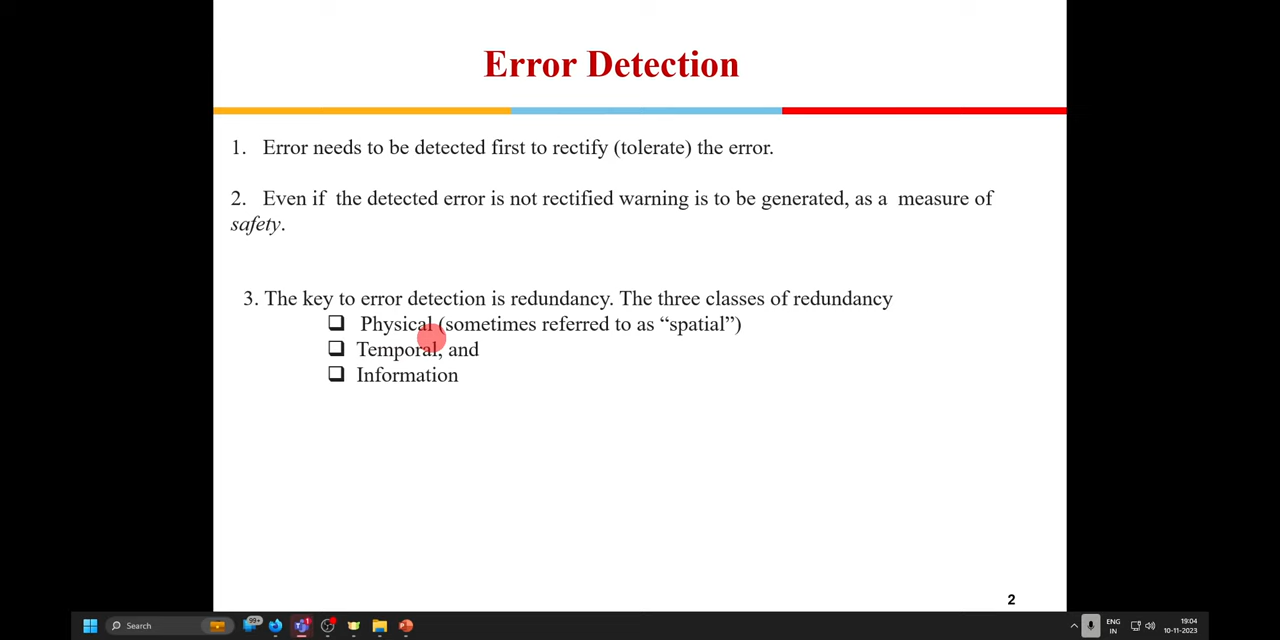 Error Detection
1. Error needs to be detected first to rectify (tolerate) the error.
2. Even if the detected error is not rectified warning is to be generated, as a measure of
safety.
3. The key to error detection is redundancy. The three classes of redundancy
Physical (sometimes referred to as “spatial”)
Temporal, and
Information
2
Search
99+
1
ENG
IN
19:04
10-11-2023